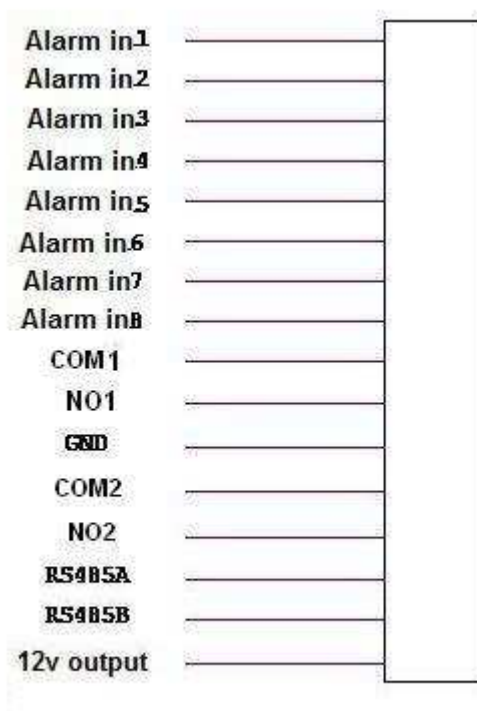 Alarm in1
Alarm in2
Alarm in3
Alarm in4
Alarm in5
Alarm in6
Alarm in7
Alarm in8
COM1
NO1
GND
COM2
NO2
RS485A
RS485B
12v output